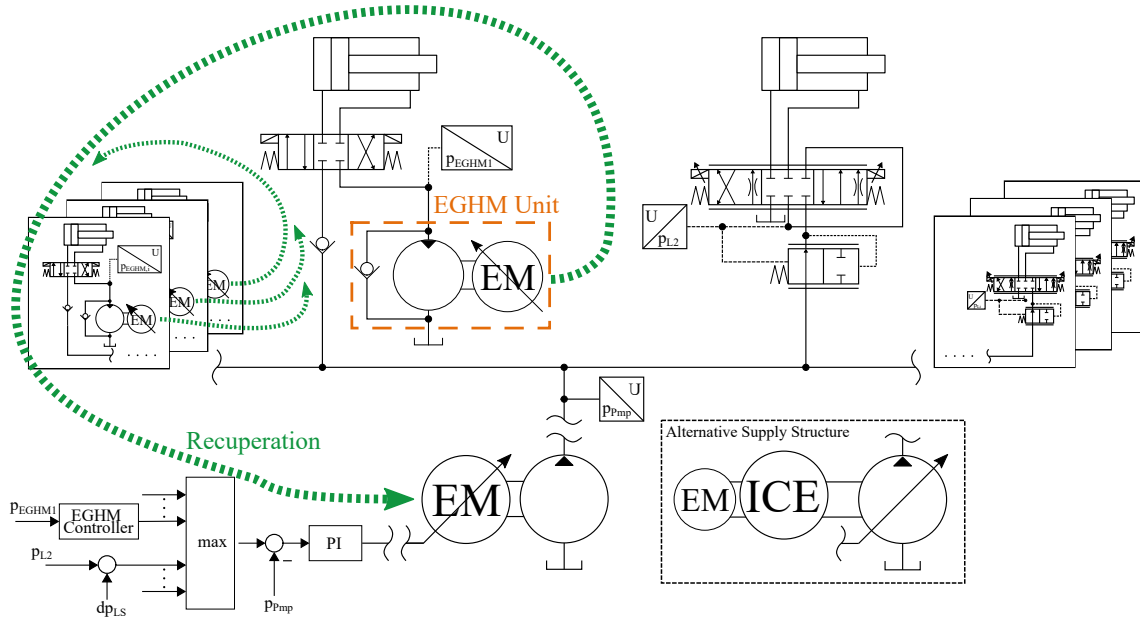 U
pEGHM1
EGHM Unit
EM
U
pL2
U
pEGHM,i
EM
EM
EM
. . . .
U
. . . .
U
pPmp
Recuperation
EM
Alternative Supply Structure
EM
ICE
pEGHM1
EGHM
Controller
max
PI
pL2
dpLS
pPmp